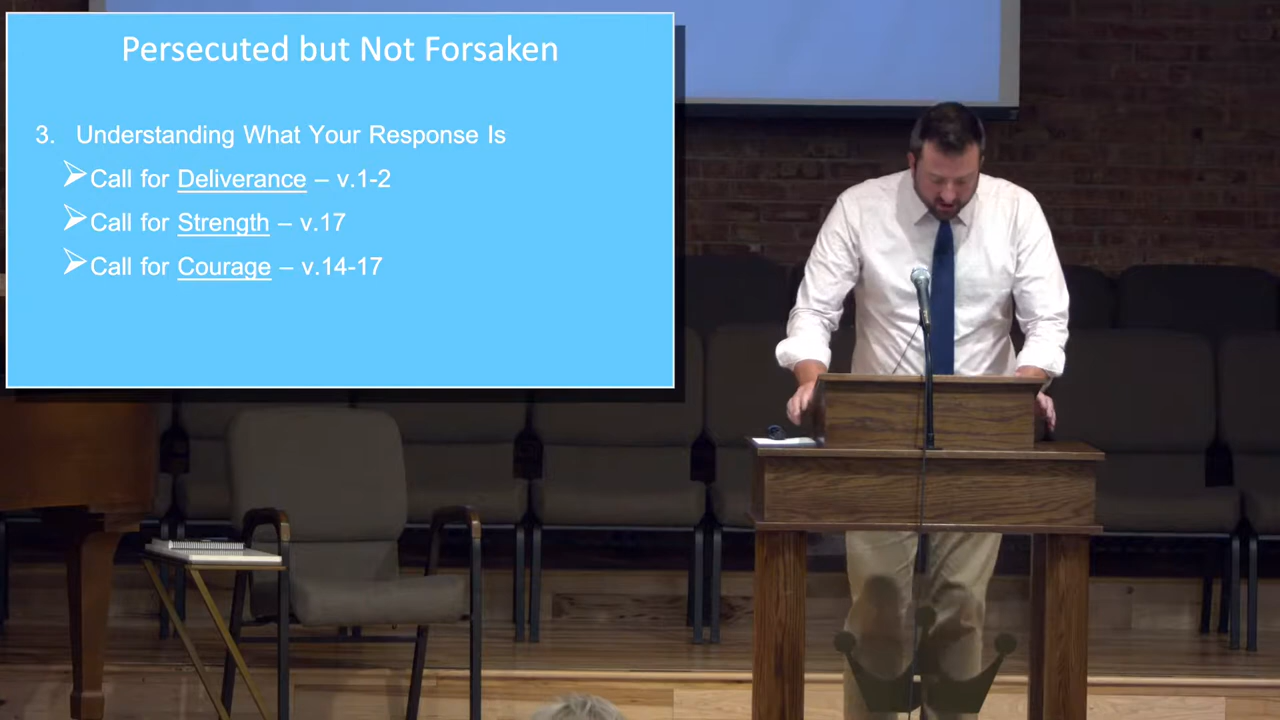 Persecuted but Not Forsaken
3. Understanding What Your Response Is
Call for Deliverance – v.1-2
Call for Strength – v.17
Call for Courage – v.14-17